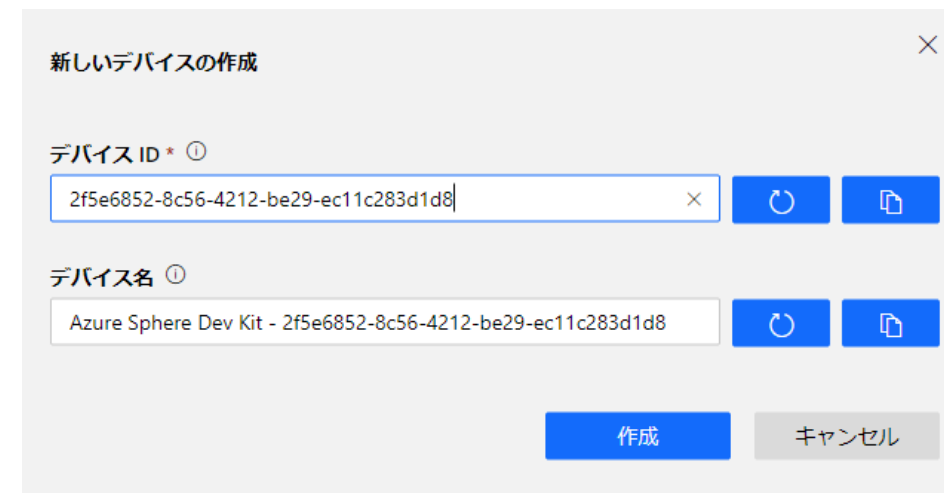 新しいデバイスの作成
デバイス ID *
2f5e6852-8c56-4212-be29-ec11c283d1d8
デバイス名
Azure Sphere Dev Kit - 2f5e6852-8c56-4212-be29-ec11c283d1d8
作成 キャンセル